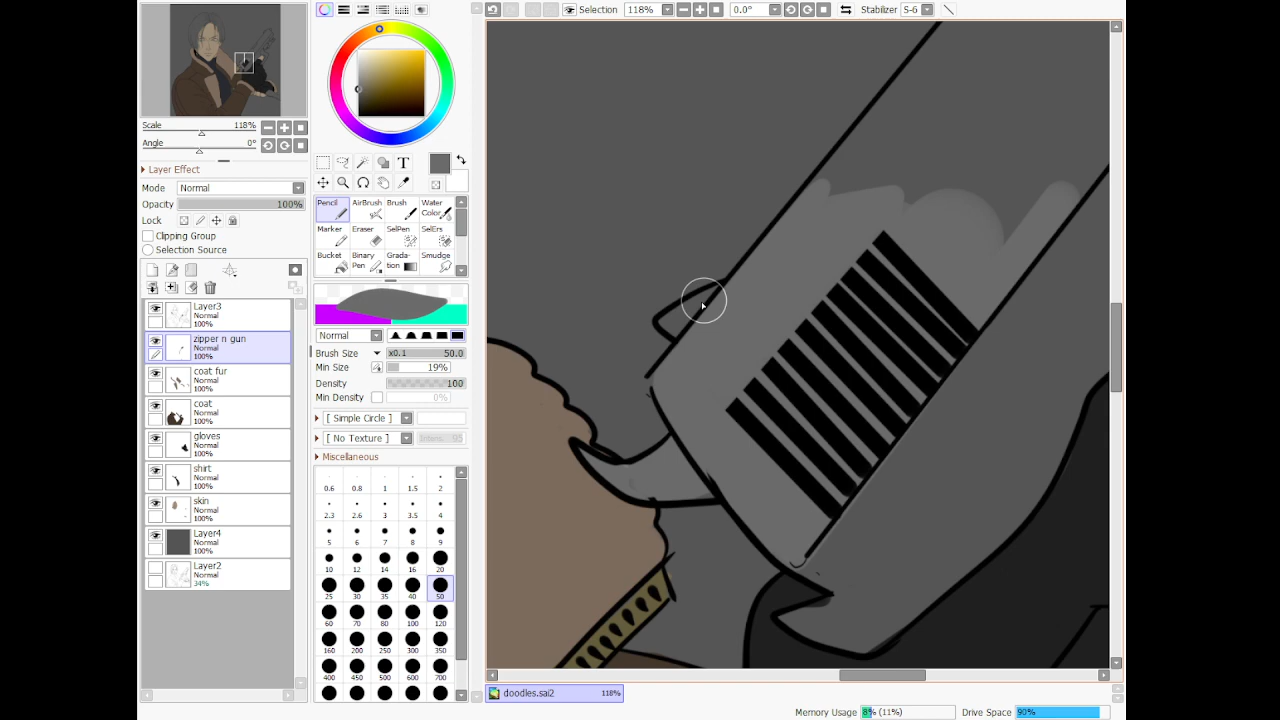 Selection
118%
0.0°
Stabilizer
S-6
Scale
118%
Angle
0°
Layer Effect
Mode
Normal
Opacity
100%
Lock
Clipping Group
Selection Source
Layer3
Normal
100%
zipper n gun
Normal
100%
coat fur
Normal
100%
coat
Normal
100%
gloves
Normal
100%
shirt
Normal
100%
skin
Normal
100%
Layer4
Normal
100%
Layer2
Normal
34%
T
Pencil
AirBrush
Brush
Water
Color
Marker
Eraser
SelPen
SelErs
Bucket
Binary
Pen
Grada-
tion
Smudge
Normal
Brush Size
x0.1
50.0
Min Size
19%
Density
100
Min Density
0%
[ Simple Circle ]
[ No Texture ]
95
Miscellaneous
0.6 0.8 1 1.5 2
2.3 2.6 3 3.5 4
5 6 7 8 9
10 12 14 16 20
25 30 35 40 50
60 70 80 100 120
160 200 250 300 350
400 450 500 600 700
doodles.sai2
118%
Memory Usage
8% (11%)
Drive Space
90%